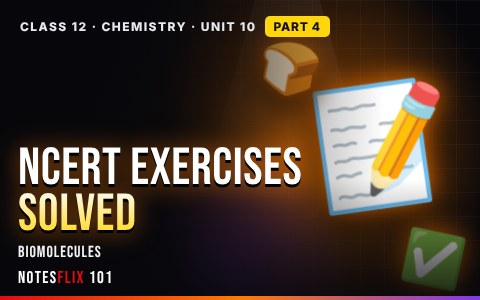 CLASS 12 · CHEMISTRY · UNIT 10 PART 4
NCERT EXERCISES
SOLVED
BIOMOLECULES
NOTESFLIX 101